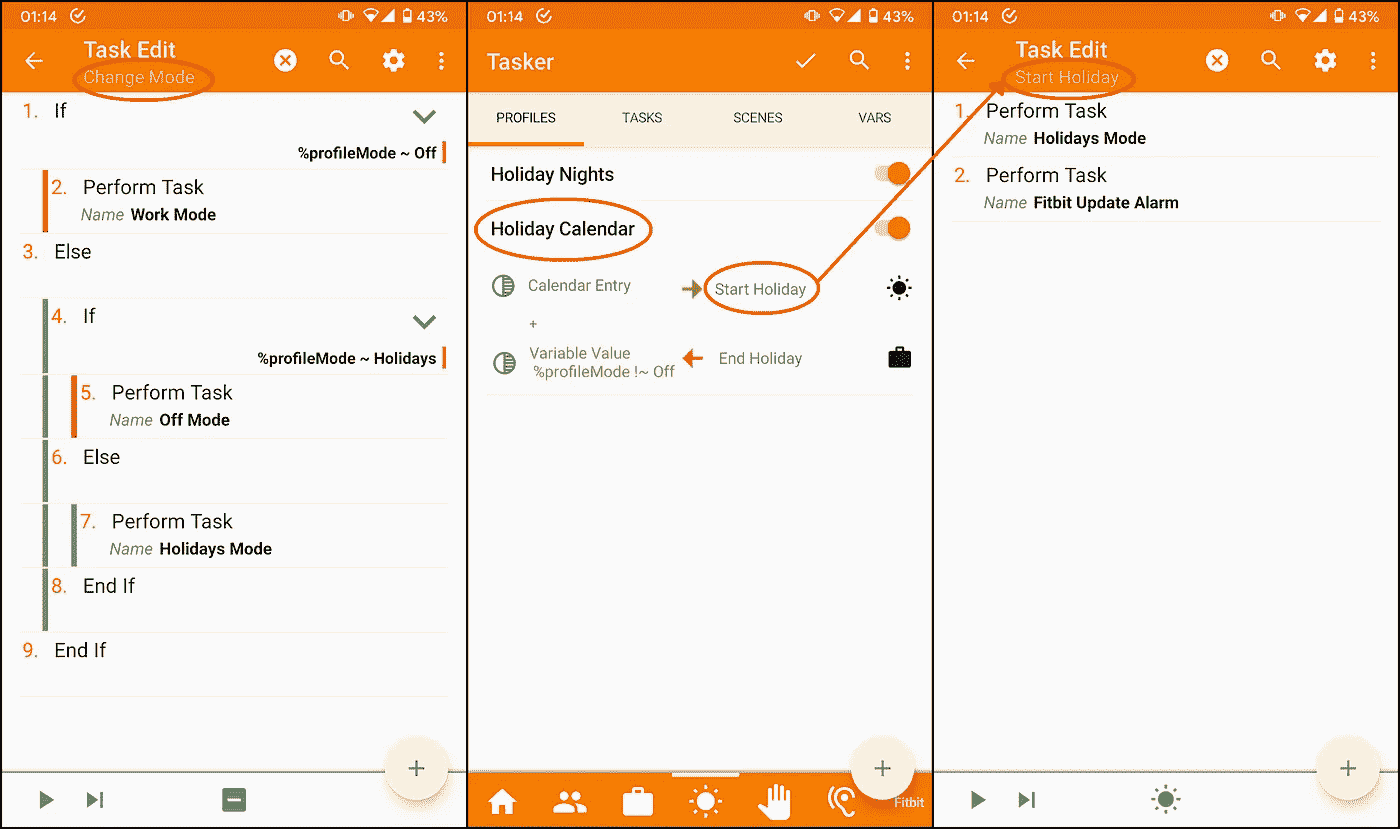 01:14 43%
Task Edit
Change Mode
1. If
%profileMode ~ Off
2. Perform Task
Name Work Mode
3. Else
4. If
%profileMode ~ Holidays
5. Perform Task
Name Off Mode
6. Else
7. Perform Task
Name Holidays Mode
8. End If
9. End If
+
01:14 43%
Tasker
PROFILES TASKS SCENES VARS
Holiday Nights
Holiday Calendar
Calendar Entry Start Holiday
+
Variable Value End Holiday
%profileMode !~ Off
+
Fitbit
01:14 43%
Task Edit
Start Holiday
1. Perform Task
Name Holidays Mode
2. Perform Task
Name Fitbit Update Alarm
+